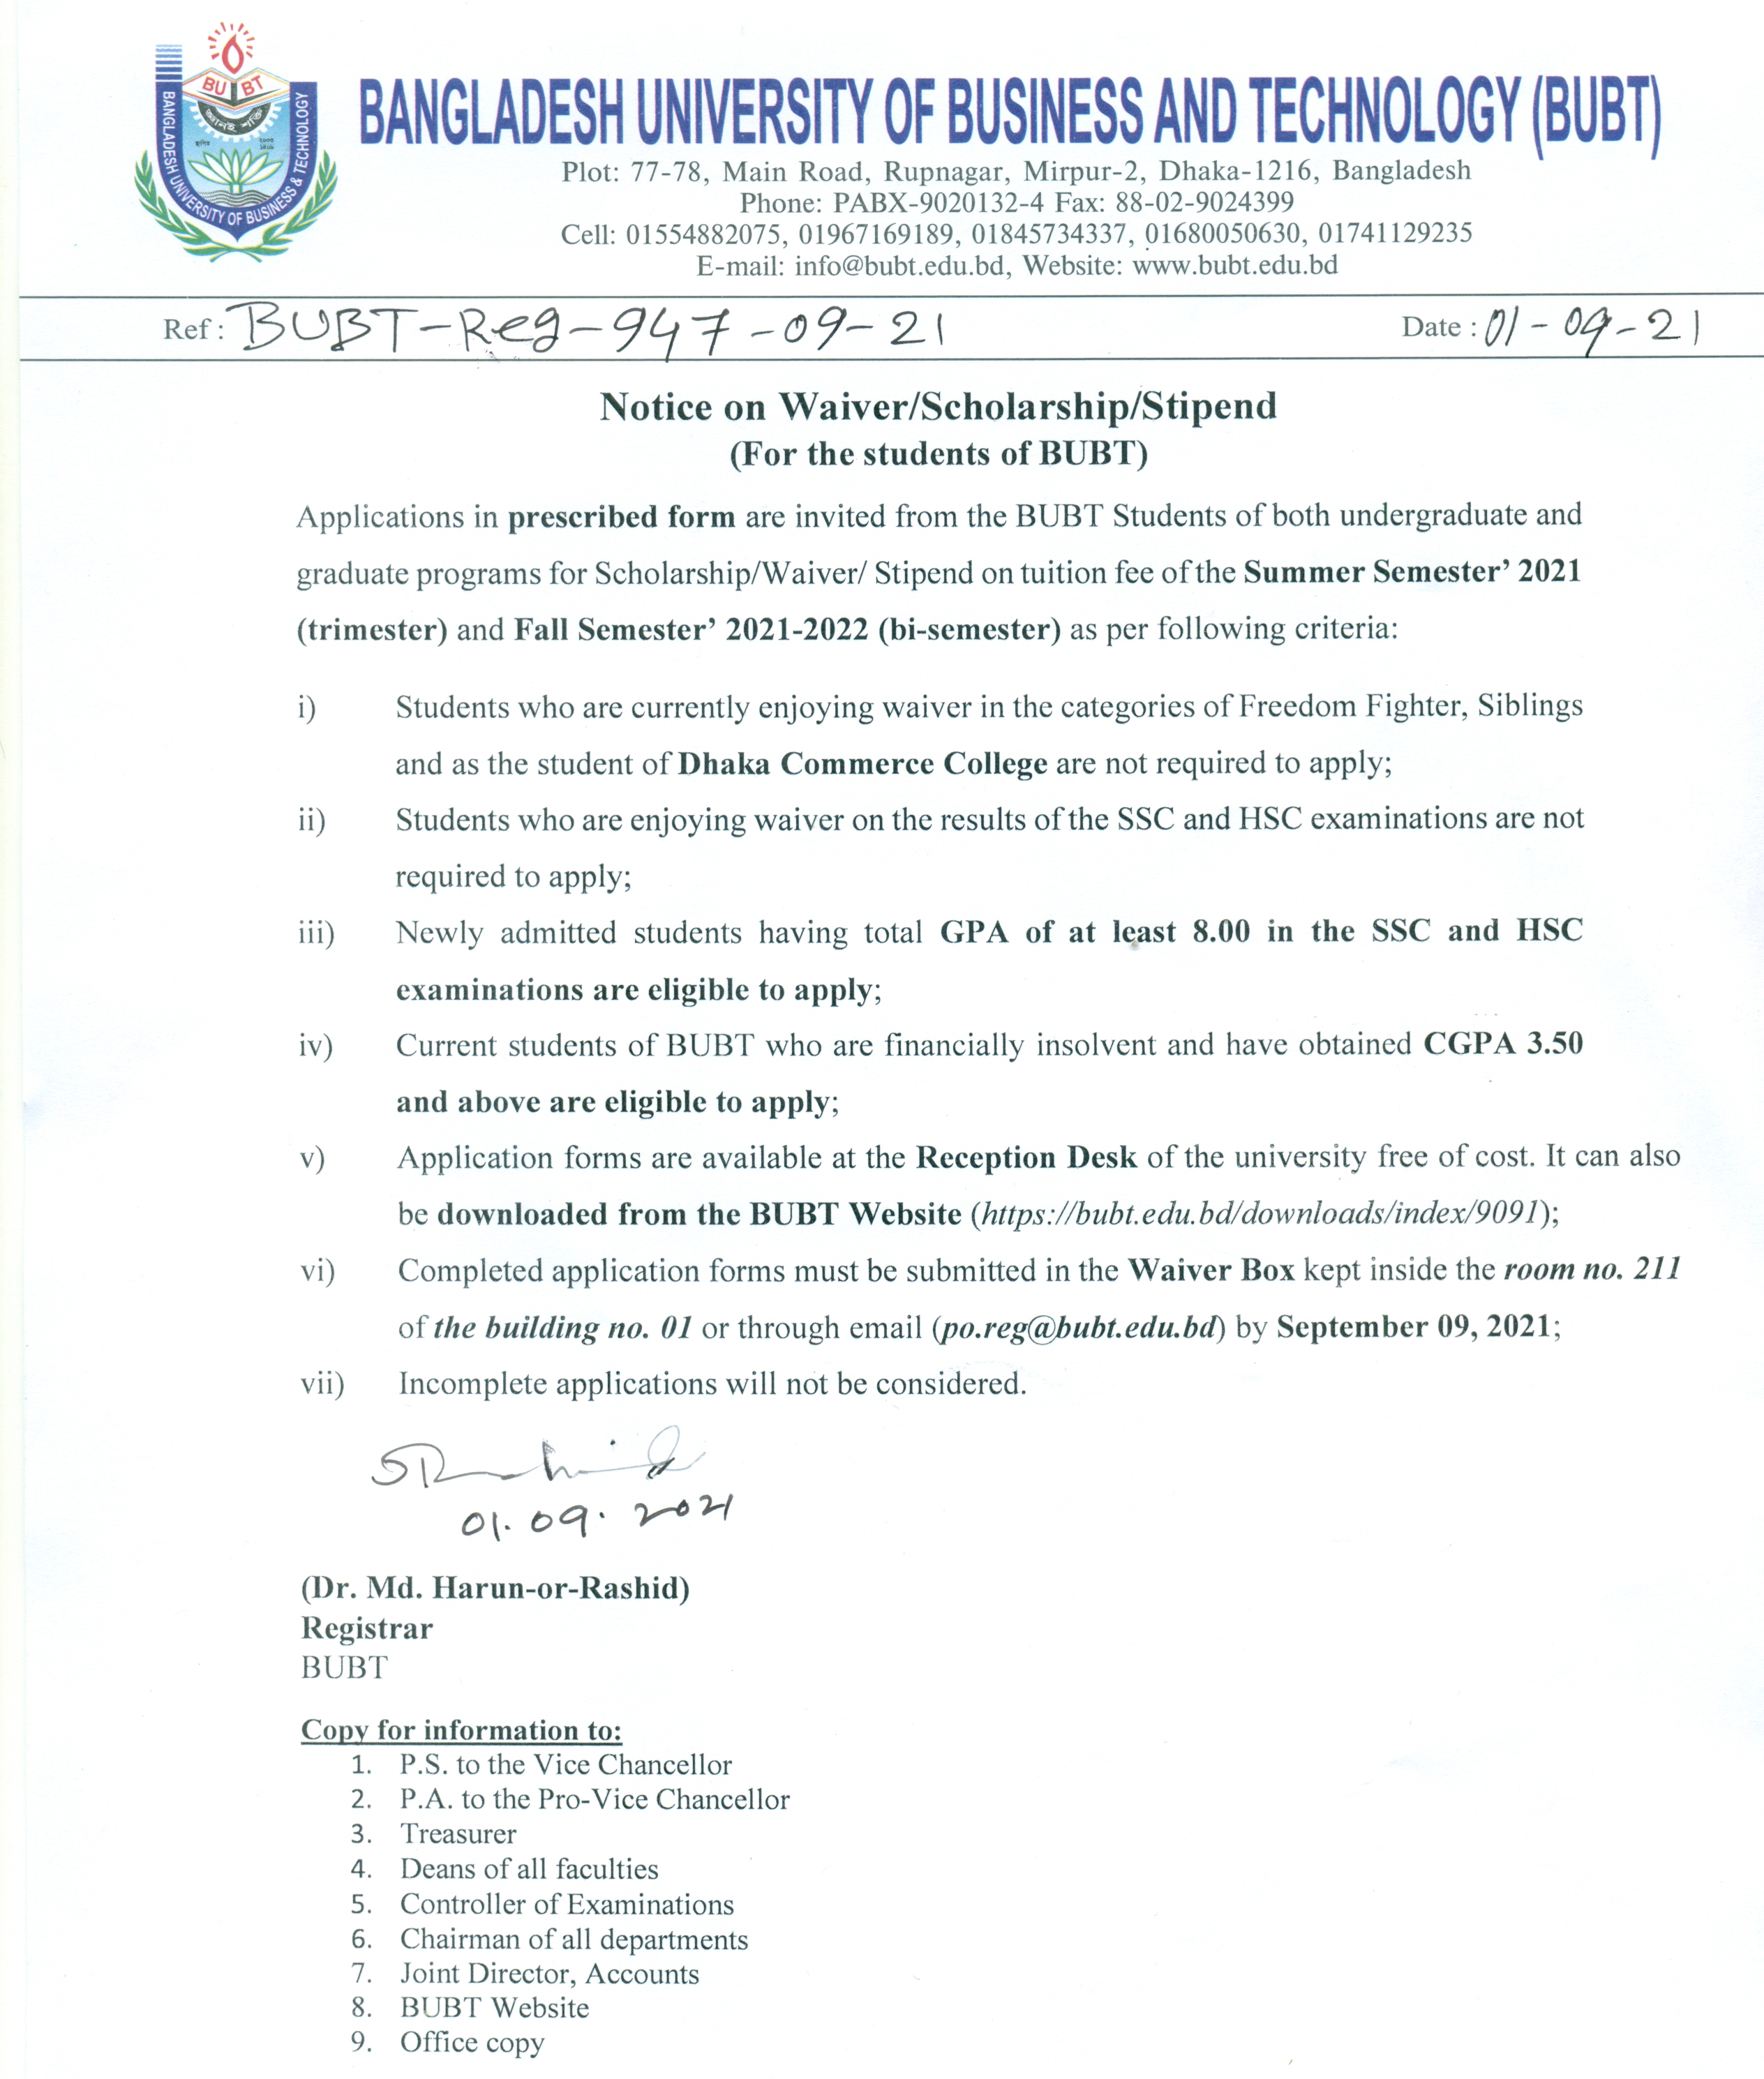 BU BT
জ্ঞানই শক্তি
BANGLADESH UNIVERSITY OF BUSINESS & TECHNOLOGY
BANGLADESH UNIVERSITY OF BUSINESS AND TECHNOLOGY (BUBT)
Plot: 77-78, Main Road, Rupnagar, Mirpur-2, Dhaka-1216, Bangladesh
Phone: PABX-9020132-4 Fax: 88-02-9024399
Cell: 01554882075, 01967169189, 01845734337, 01680050630, 01741129235
E-mail: info@bubt.edu.bd, Website: www.bubt.edu.bd
Ref : BUBT-Reg-947-09-21 Date : 01-09-21
Notice on Waiver/Scholarship/Stipend
(For the students of BUBT)
Applications in prescribed form are invited from the BUBT Students of both undergraduate and
graduate programs for Scholarship/Waiver/ Stipend on tuition fee of the Summer Semester’ 2021
(trimester) and Fall Semester’ 2021-2022 (bi-semester) as per following criteria:
i) Students who are currently enjoying waiver in the categories of Freedom Fighter, Siblings
and as the student of Dhaka Commerce College are not required to apply;
ii) Students who are enjoying waiver on the results of the SSC and HSC examinations are not
required to apply;
iii) Newly admitted students having total GPA of at least 8.00 in the SSC and HSC
examinations are eligible to apply;
iv) Current students of BUBT who are financially insolvent and have obtained CGPA 3.50
and above are eligible to apply;
v) Application forms are available at the Reception Desk of the university free of cost. It can also
be downloaded from the BUBT Website (https://bubt.edu.bd/downloads/index/9091);
vi) Completed application forms must be submitted in the Waiver Box kept inside the room no. 211
of the building no. 01 or through email (po.reg@bubt.edu.bd) by September 09, 2021;
vii) Incomplete applications will not be considered.
01.09.2021
(Dr. Md. Harun-or-Rashid)
Registrar
BUBT
Copy for information to:
1. P.S. to the Vice Chancellor
2. P.A. to the Pro-Vice Chancellor
3. Treasurer
4. Deans of all faculties
5. Controller of Examinations
6. Chairman of all departments
7. Joint Director, Accounts
8. BUBT Website
9. Office copy